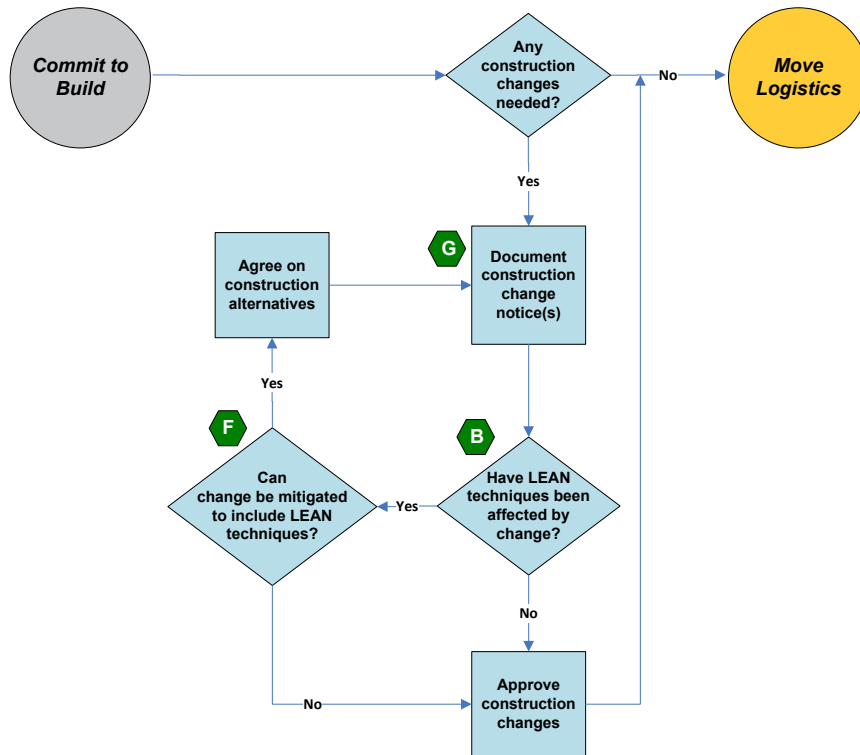 Commit to
Build
Any
construction
changes
needed?
No
Move
Logistics
Yes
G
Agree on
construction
alternatives
Document
construction
change
notice(s)
Yes
F
B
Can
change be mitigated
to include LEAN
techniques?
Yes
Have LEAN
techniques been
affected by
change?
No
No
Approve
construction
changes